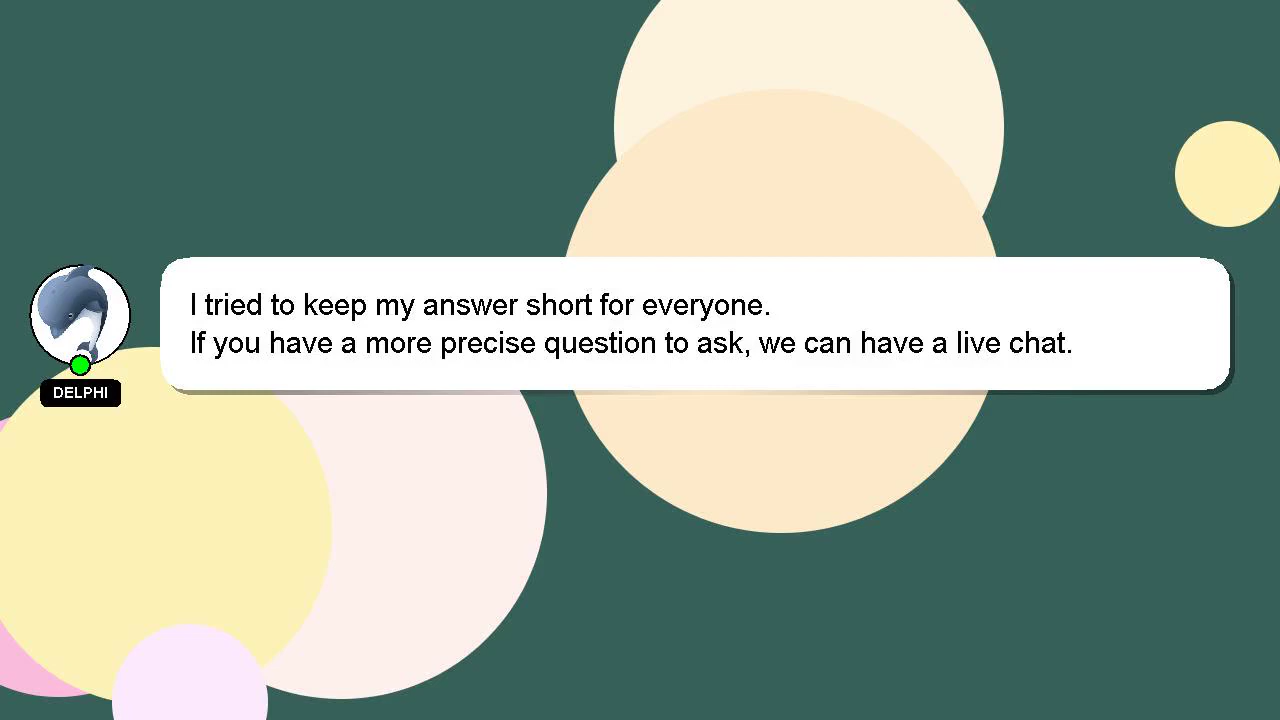 I tried to keep my answer short for everyone.
If you have a more precise question to ask, we can have a live chat.
DELPHI